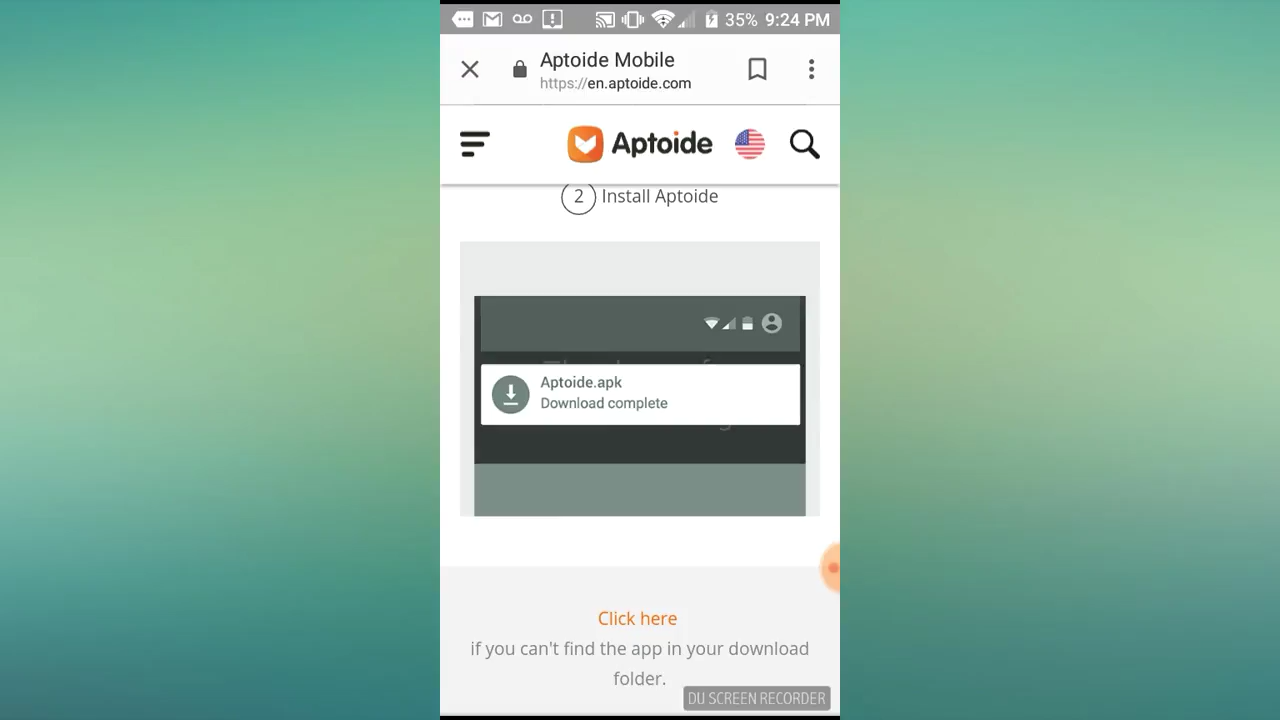 35% 9:24 PM
Aptoide Mobile
https://en.aptoide.com
Aptoide
2 Install Aptoide
Aptoide.apk
Download complete
Click here
if you can't find the app in your download
folder.
DU SCREEN RECORDER